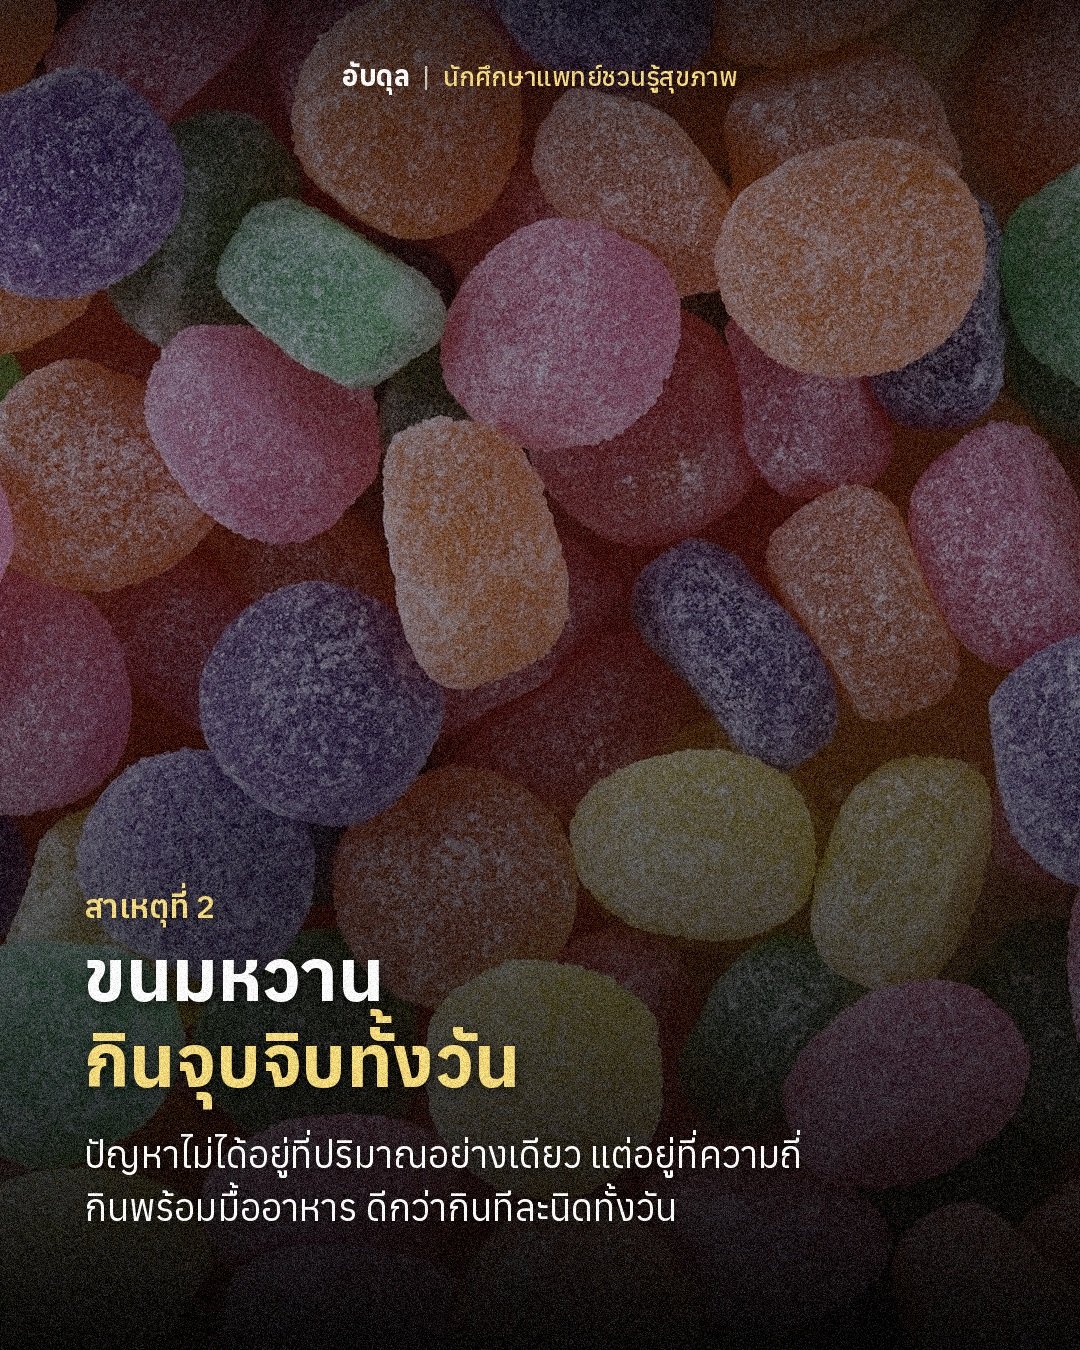 อับดุล | นักศึกษาแพทย์ชวนรู้สุขภาพ
สาเหตุที่ 2
ขนมหวาน
กินจุบจิบทั้งวัน
ปัญหาไม่ได้อยู่ที่ปริมาณอย่างเดียว แต่อยู่ที่ความถี่
กินพร้อมมื้ออาหาร ดีกว่ากินทีละนิดทั้งวัน